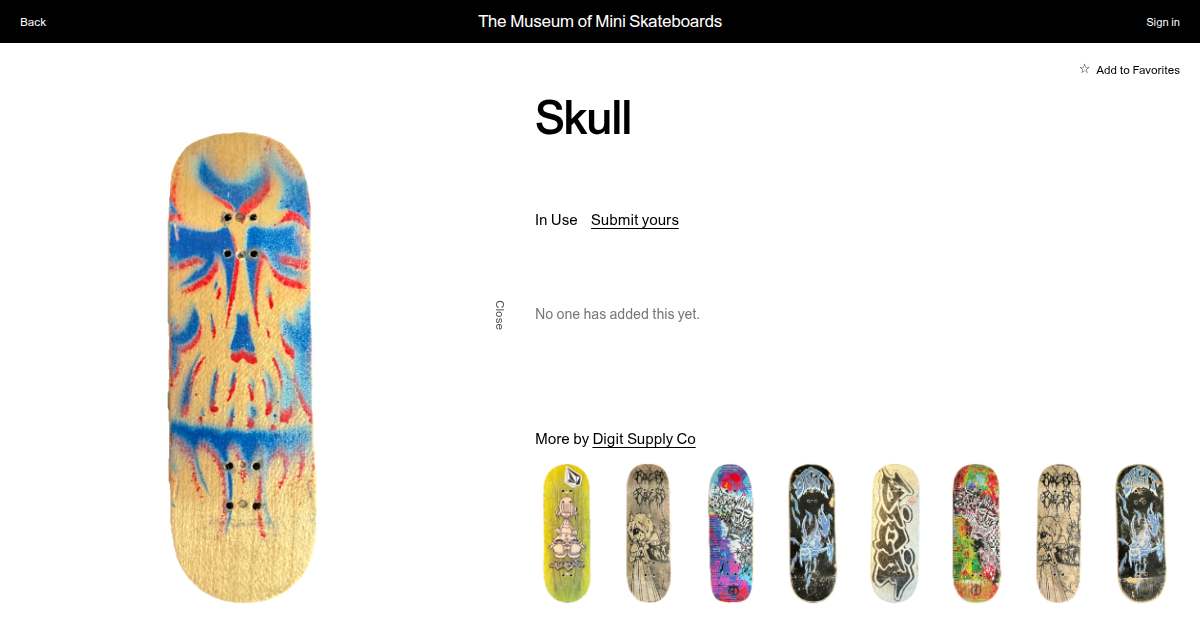 Back
The Museum of Mini Skateboards
Sign in
☆ Add to Favorites
Skull
In Use Submit yours
Close
No one has added this yet.
More by Digit Supply Co